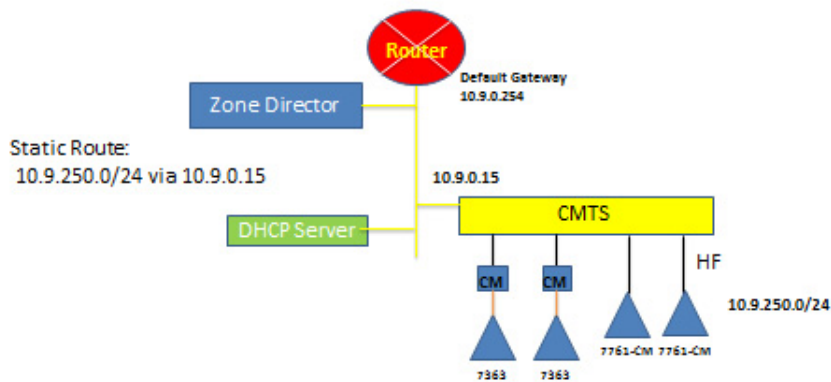 Router
Default Gateway
10.9.0.254
Zone Director
Static Route:
10.9.250.0/24 via 10.9.0.15
10.9.0.15
CMTS
DHCP Server
HF
CM
CM
10.9.250.0/24
7363
7363
7761-CM
7761-CM